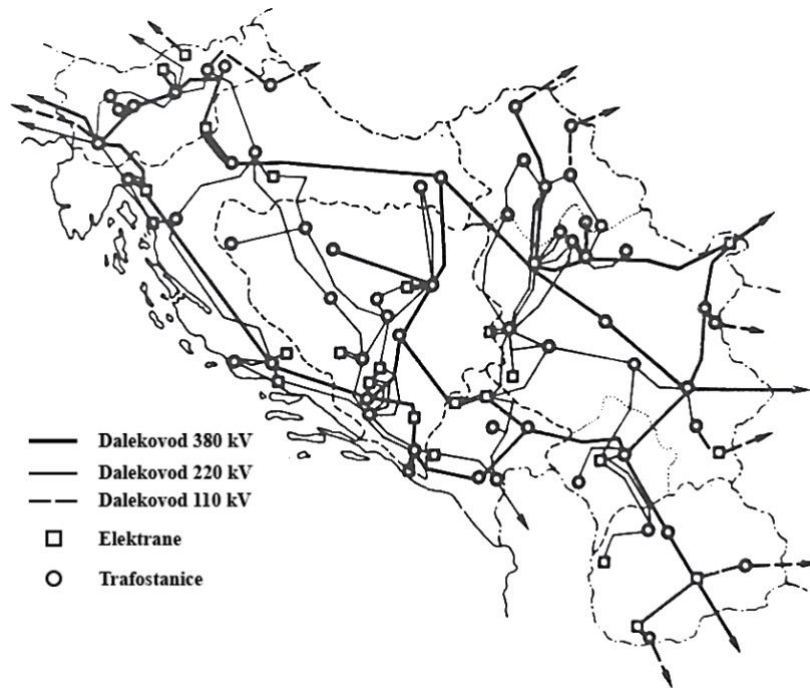 Dalekovod 380 kV
Dalekovod 220 kV
Dalekovod 110 kV
Elektrane
Trafostanice